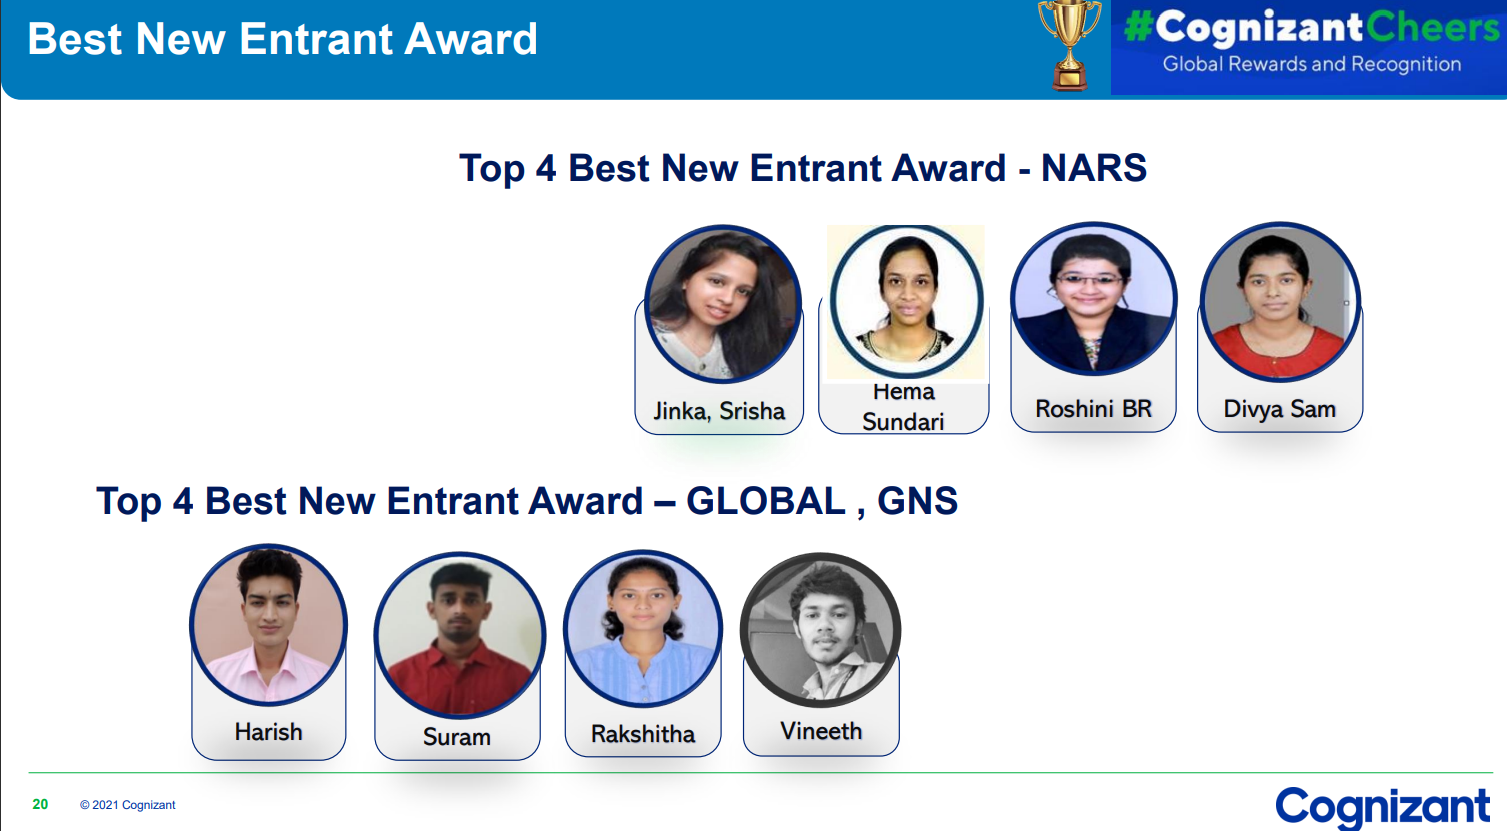 Best New Entrant Award
#CognizantCheers
Global Rewards and Recognition
Top 4 Best New Entrant Award - NARS
Jinka, Srisha
Hema
Sundari
Roshini BR
Divya Sam
Top 4 Best New Entrant Award – GLOBAL , GNS
Harish
Suram
Rakshitha
Vineeth
20
© 2021 Cognizant
Cognizant